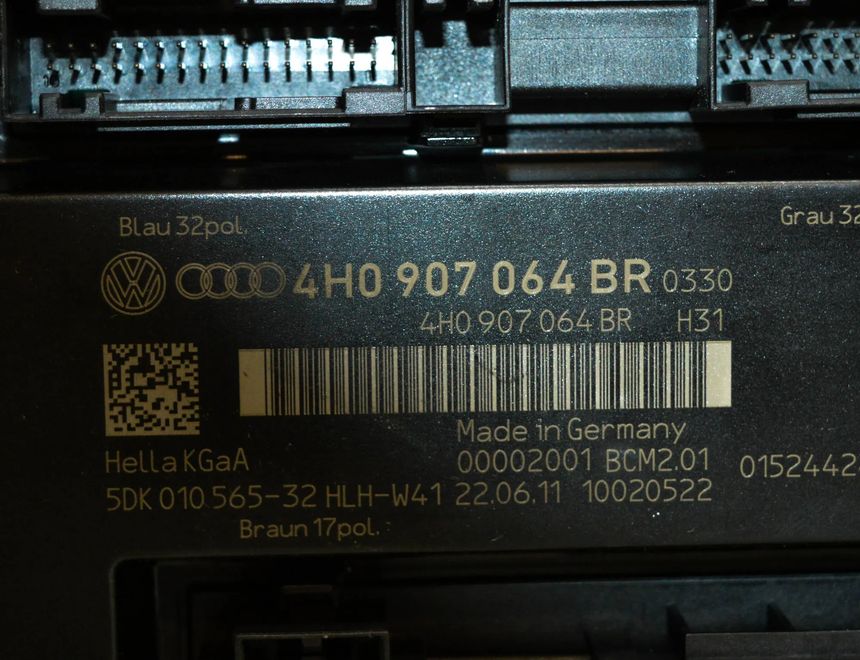 Blau 32pol.
Grau 32
4H0 907 064 BR 0330
4H0 907 064 BR H31
Made in Germany
Hella KGaA 00002001 BCM2.01 0152442
5DK 010 565-32 HLH-W41 22.06.11 10020522
Braun 17pol.